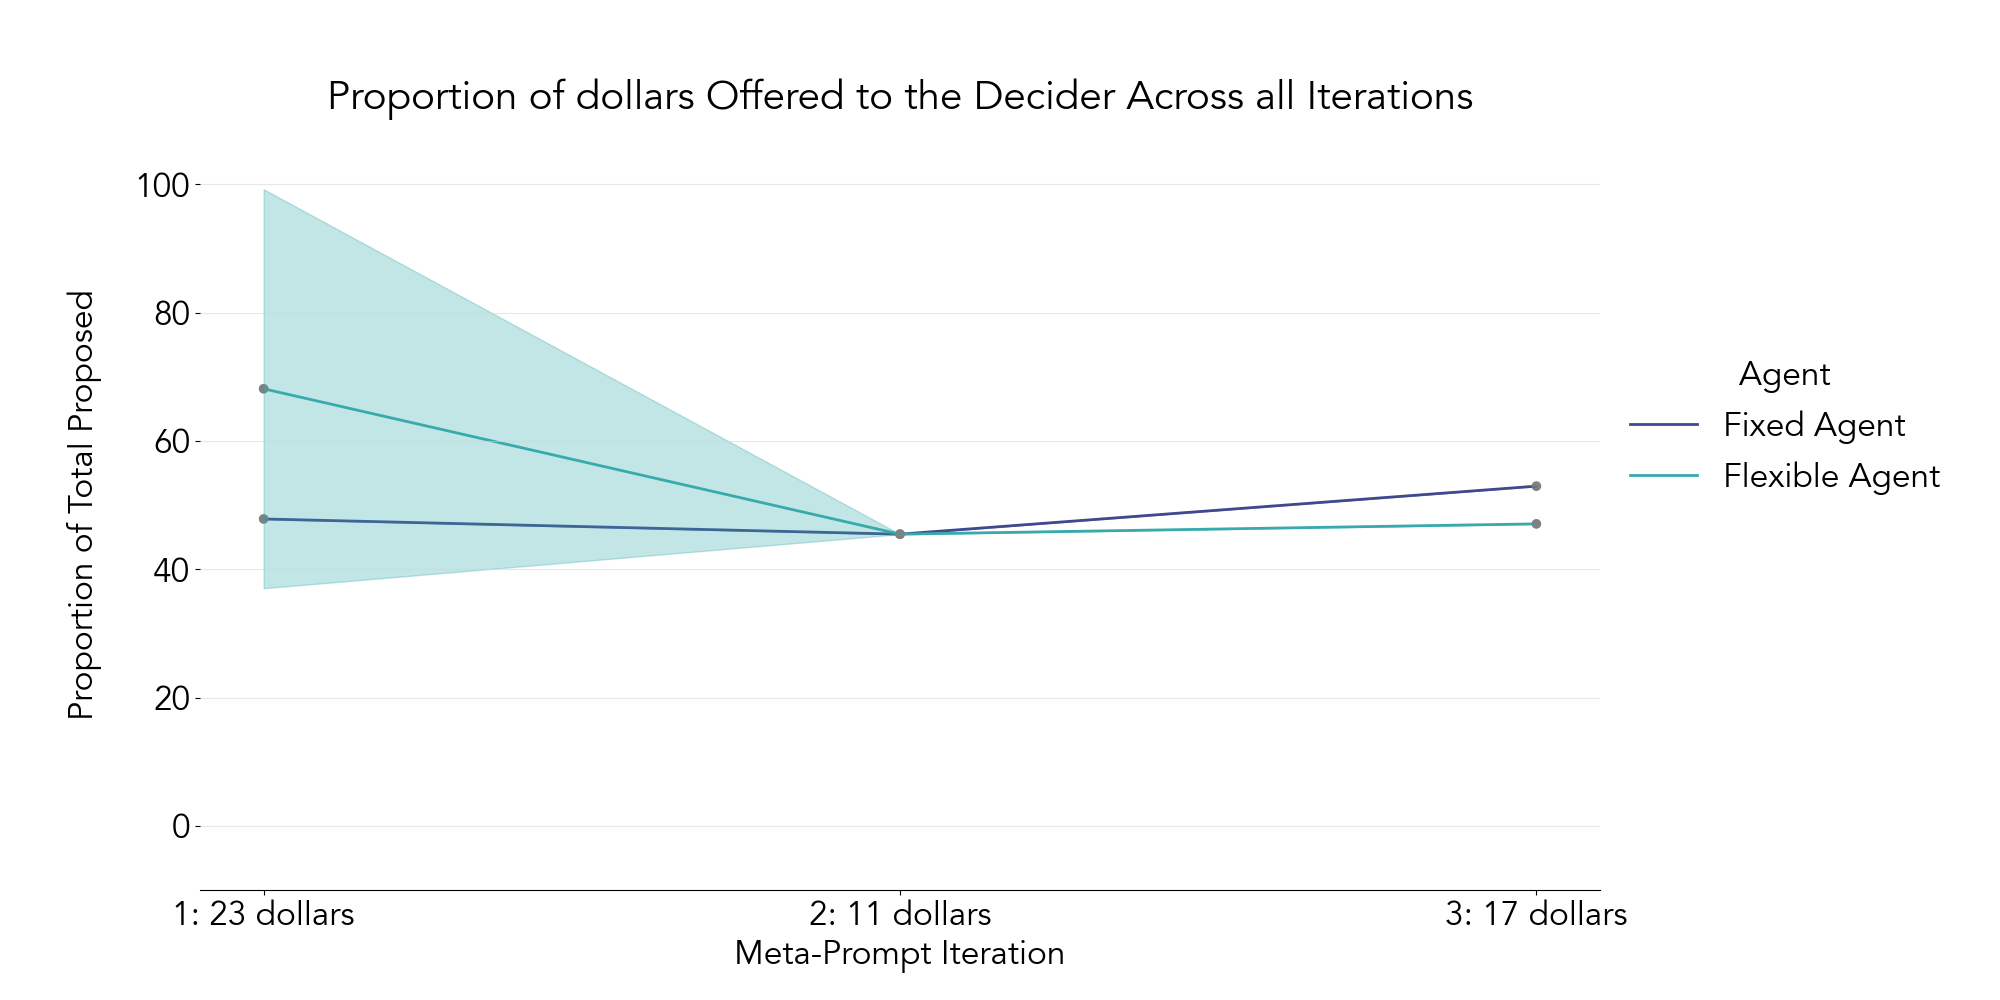 Proportion of dollars Offered to the Decider Across all Iterations
100
80
60
40
20
0
Proportion of Total Proposed
1: 23 dollars
2: 11 dollars
3: 17 dollars
Meta-Prompt Iteration
Agent
Fixed Agent
Flexible Agent